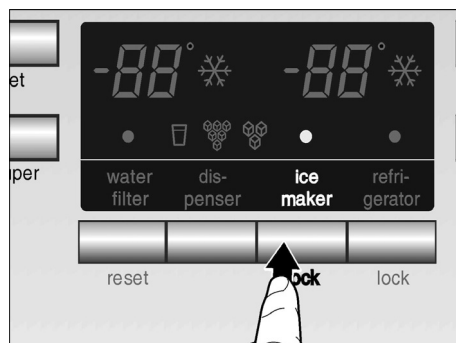 -88° -88°
et
per
water dis- ice refri-
filter penser maker gerator
reset ock lock